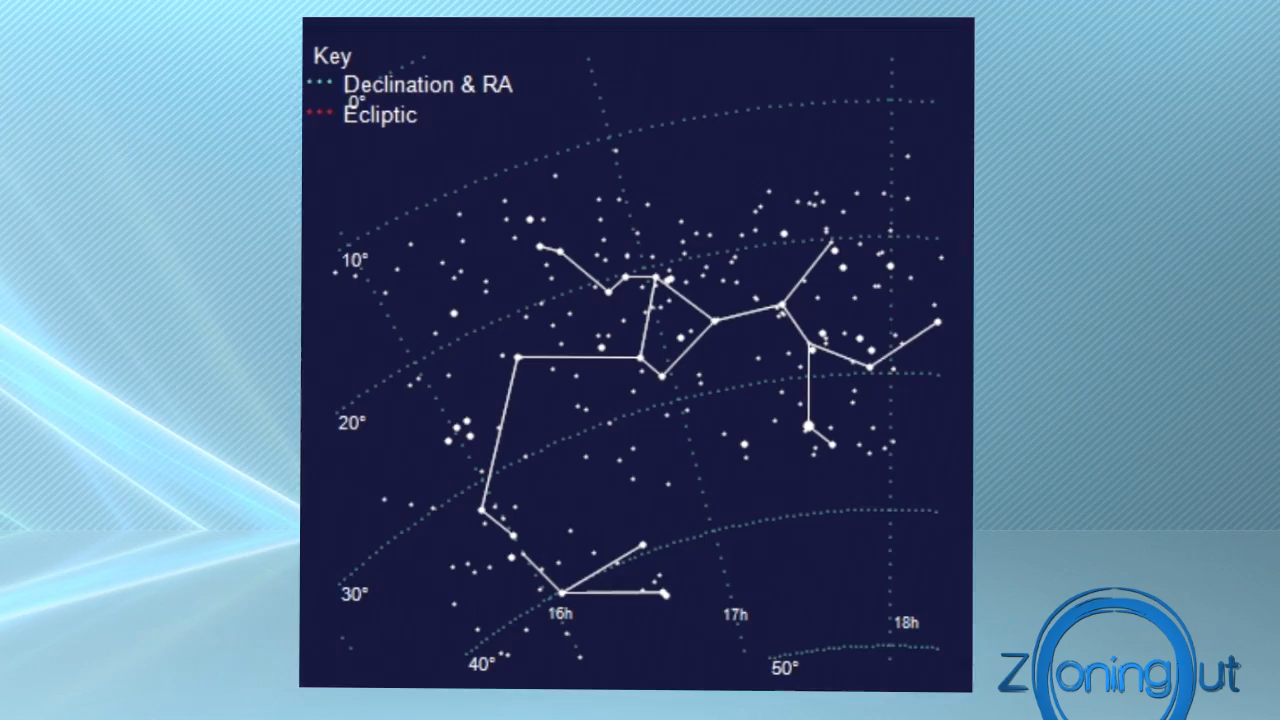 Key
Declination & RA
0°
Ecliptic
10°
20°
30°
16h
17h
18h
40°
50°
ZoningOut